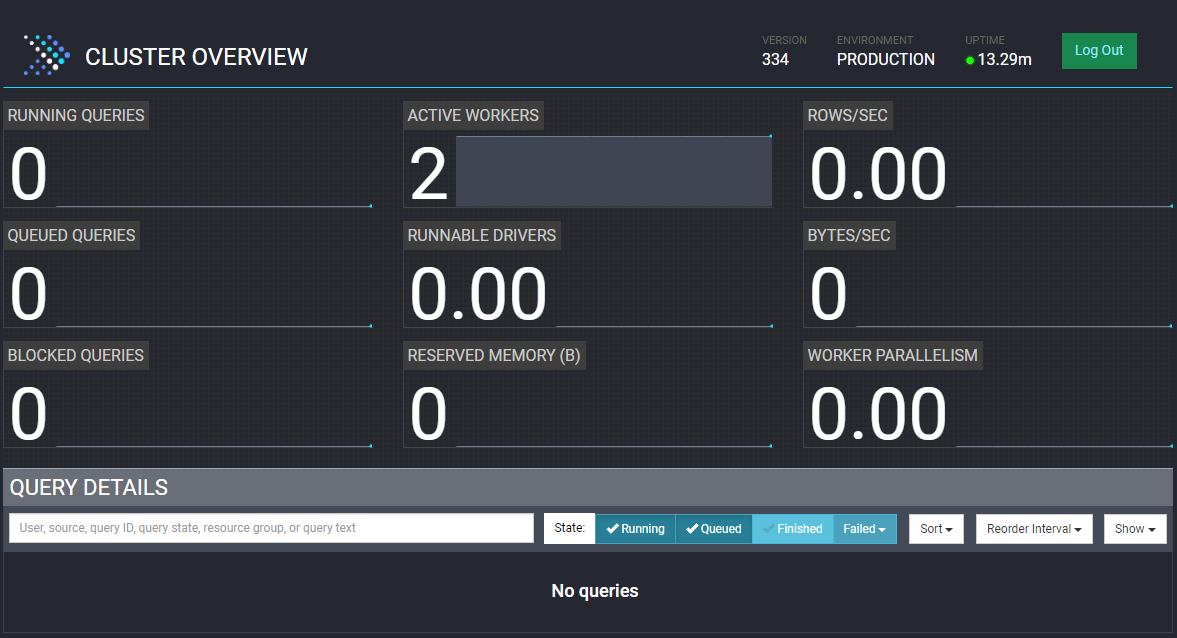 CLUSTER OVERVIEW
VERSION
334
ENVIRONMENT
PRODUCTION
UPTIME
13.29m
Log Out
RUNNING QUERIES
0
ACTIVE WORKERS
2
ROWS/SEC
0.00
QUEUED QUERIES
0
RUNNABLE DRIVERS
0.00
BYTES/SEC
0
BLOCKED QUERIES
0
RESERVED MEMORY (B)
0
WORKER PARALLELISM
0.00
QUERY DETAILS
User, source, query ID, query state, resource group, or query text
State:
Running
Queued
Finished
Failed
Sort
Reorder Interval
Show
No queries